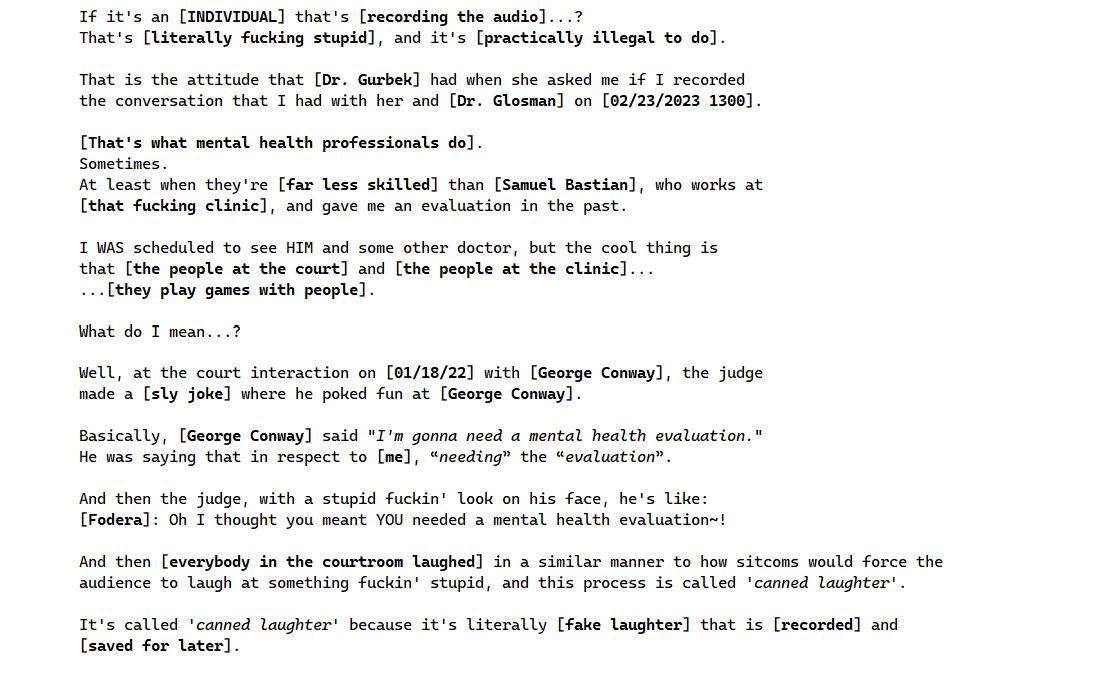 If it's an [INDIVIDUAL] that's [recording the audio]...?
That's [literally fucking stupid], and it's [practically illegal to do].
That is the attitude that [Dr. Gurbek] had when she asked me if I recorded
the conversation that I had with her and [Dr. Glosman] on [02/23/2023 1300].
[That's what mental health professionals do].
Sometimes.
At least when they're [far less skilled] than [Samuel Bastian], who works at
[that fucking clinic], and gave me an evaluation in the past.
I WAS scheduled to see HIM and some other doctor, but the cool thing is
that [the people at the court] and [the people at the clinic]...
...[they play games with people].
What do I mean...?
Well, at the court interaction on [01/18/22] with [George Conway], the judge
made a [sly joke] where he poked fun at [George Conway].
Basically, [George Conway] said "I'm gonna need a mental health evaluation."
He was saying that in respect to [me], “needing” the “evaluation”.
And then the judge, with a stupid fuckin' look on his face, he's like:
[Fodera]: Oh I thought you meant YOU needed a mental health evaluation~!
And then [everybody in the courtroom laughed] in a similar manner to how sitcoms would force the
audience to laugh at something fuckin' stupid, and this process is called 'canned laughter'.
It's called 'canned laughter' because it's literally [fake laughter] that is [recorded] and
[saved for later].